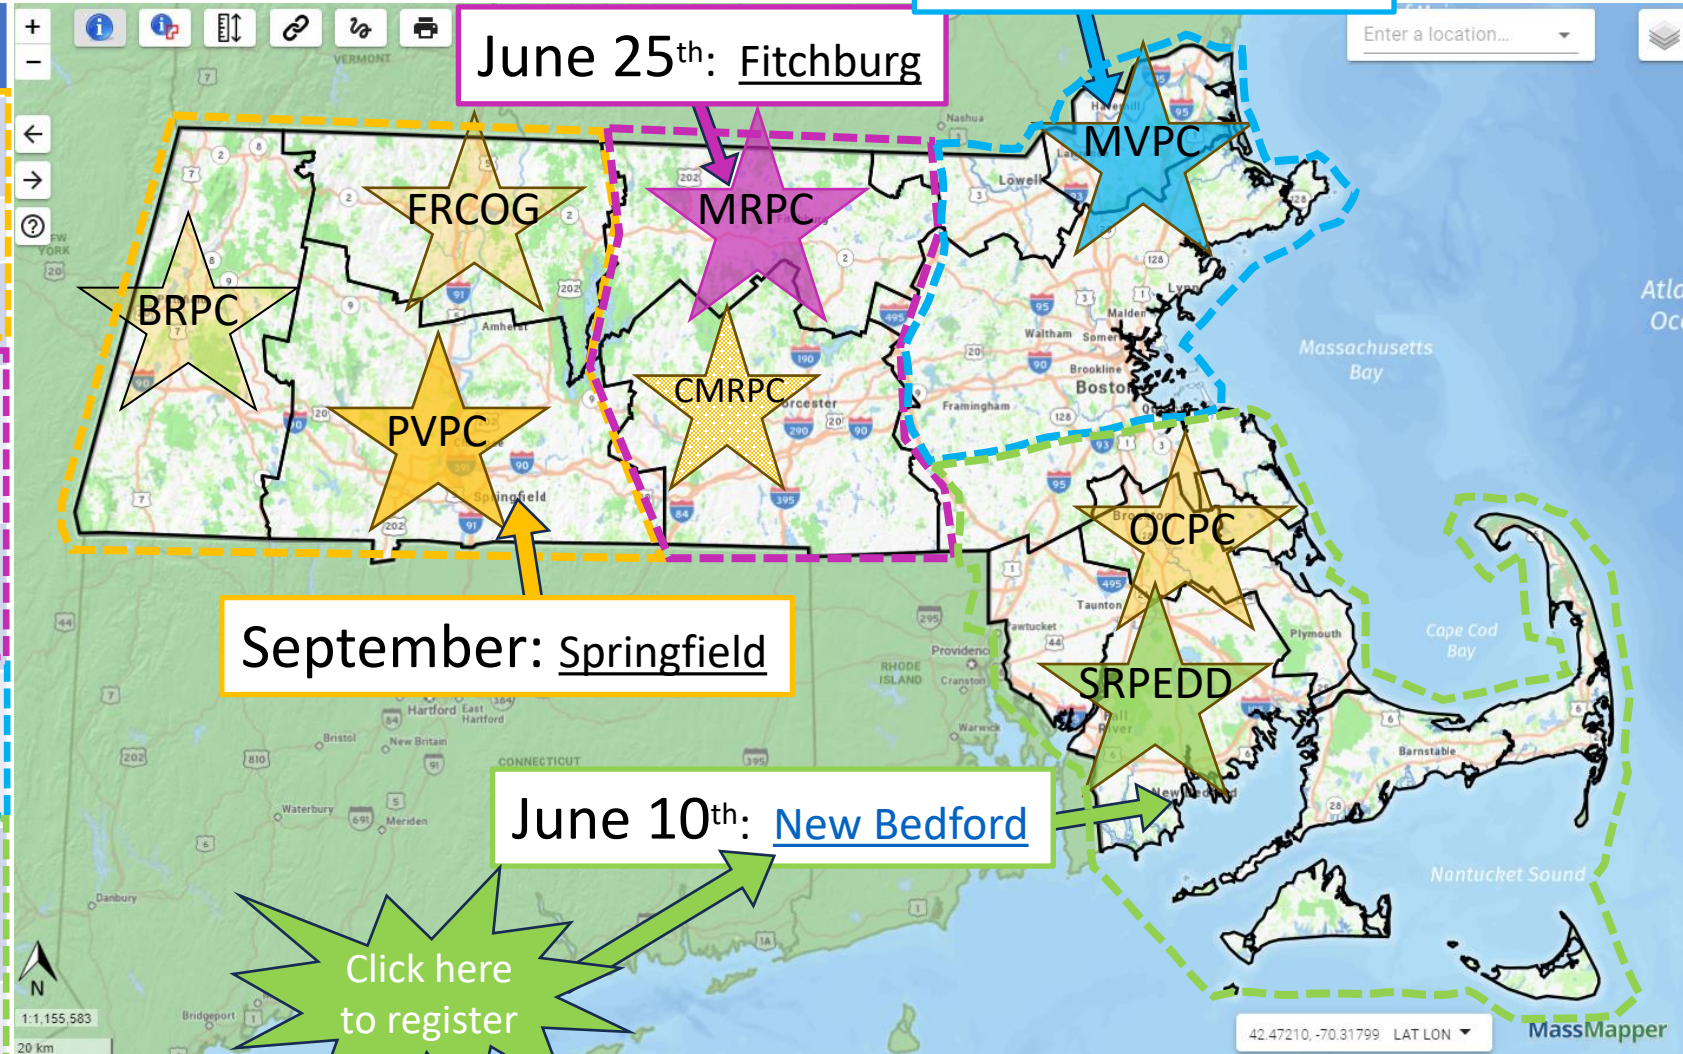 Enter a location...
VERMONT
June 25th: Fitchburg
Nashua
Lowell
MVPC
FRCOG
MRPC
BRPC
Amherst
Malden
Waltham
Brookline
Boston
Framingham
Massachusetts
Bay
CMRPC
PVPC
Springfield
OCPC
Taunton
Plymouth
Cape Cod
Bay
September: Springfield
RHODE
ISLAND
Cranston
Warwick
SRPEDD
Hartford
East
Hartford
Bristol
New Britain
CONNECTICUT
Barnstable
Waterbury
Meriden
June 10th: New Bedford
Danbury
Nantucket Sound
Click here
to register
N
1:1,155,583
20 km
Bridgeport
42.47210, -70.31799 LAT LON
MassMapper